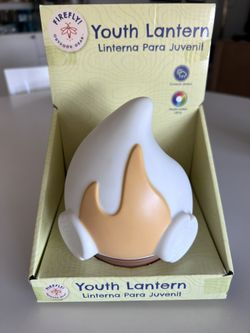 FIREFLY!
OUTDOOR GEAR
Youth Lantern
Linterna Para Juvenil
FIREFLY!
Youth Lantern
Linterna Para Juvenil